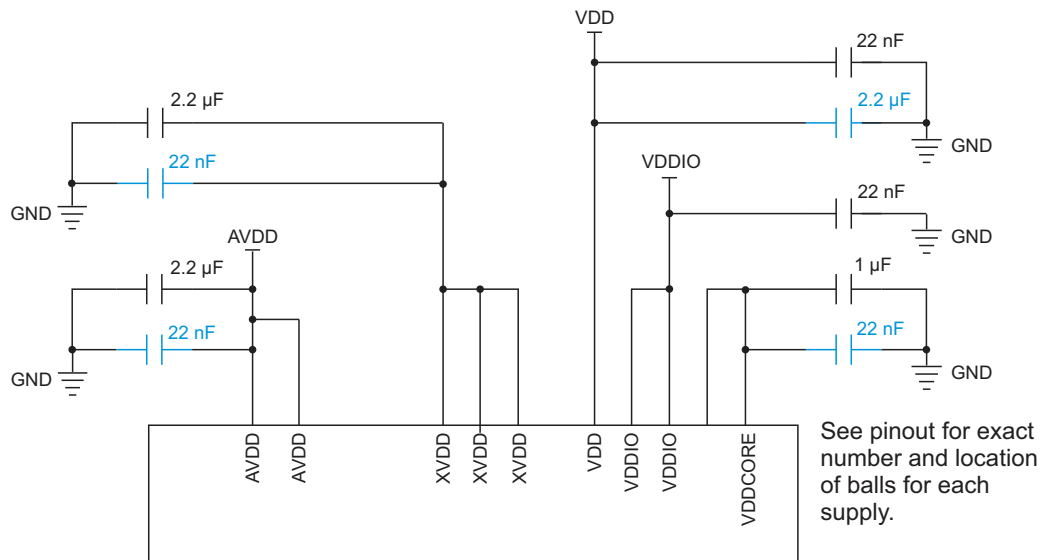 VDD
22 nF
2.2 µF
2.2 µF
GND
22 nF
VDDIO
22 nF
GND
AVDD
GND
2.2 µF
1 µF
22 nF
22 nF
GND
GND
AVDD
AVDD
XVDD
XVDD
XVDD
VDD
VDDIO
VDDIO
VDDCORE
See pinout for exact
number and location
of balls for each
supply.